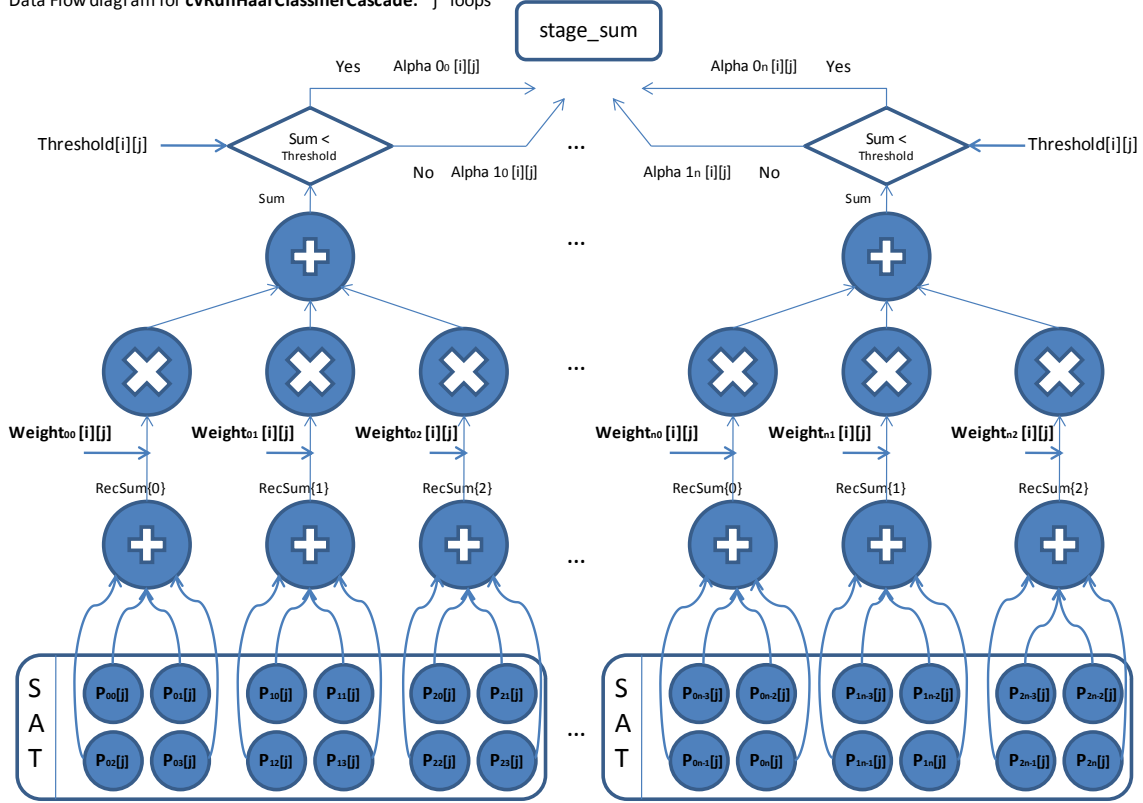 Data Flow diagram for cvRunHaarClassifierCascade: "j" loops
stage_sum
Yes Alpha 0₀ [i][j] Alpha 0ₙ [i][j] Yes
Threshold[i][j] Sum < Threshold ... Sum < Threshold Threshold[i][j]
No Alpha 1₀ [i][j] Alpha 1ₙ [i][j] No
Sum Sum
...
...
Weight₀₀ [i][j] Weight₀₁ [i][j] Weight₀₂ [i][j] Weightₙ₀ [i][j] Weightₙ₁ [i][j] Weightₙ₂ [i][j]
RecSum{0} RecSum{1} RecSum{2} RecSum{0} RecSum{1} RecSum{2}
...
S A T
P₀₀[j] P₀₁[j] P₁₀[j] P₁₁[j] P₂₀[j] P₂₁[j]
P₀₂[j] P₀₃[j] P₁₂[j] P₁₃[j] P₂₂[j] P₂₃[j]
...
S A T
P₀ₙ₋₃[j] P₀ₙ₋₂[j] P₁ₙ₋₃[j] P₁ₙ₋₂[j] P₂ₙ₋₃[j] P₂ₙ₋₂[j]
P₀ₙ₋₁[j] P₀ₙ[j] P₁ₙ₋₁[j] P₁ₙ[j] P₂ₙ₋₁[j] P₂ₙ[j]